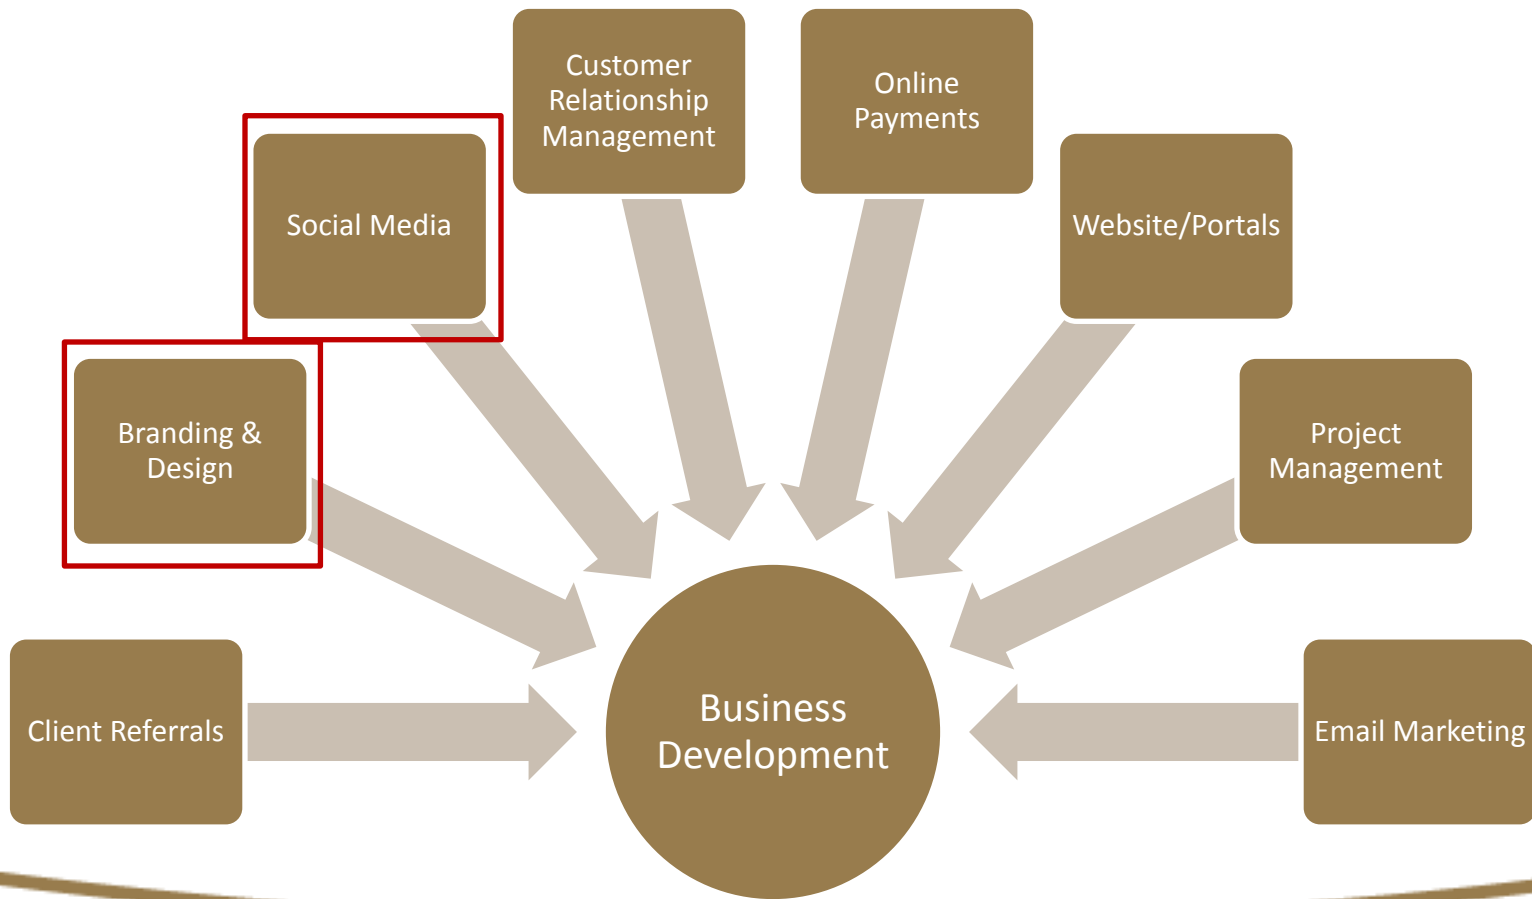 Customer
Relationship
Management
Online
Payments
Social Media
Website/Portals
Branding &
Design
Project
Management
Client Referrals
Business
Development
Email Marketing